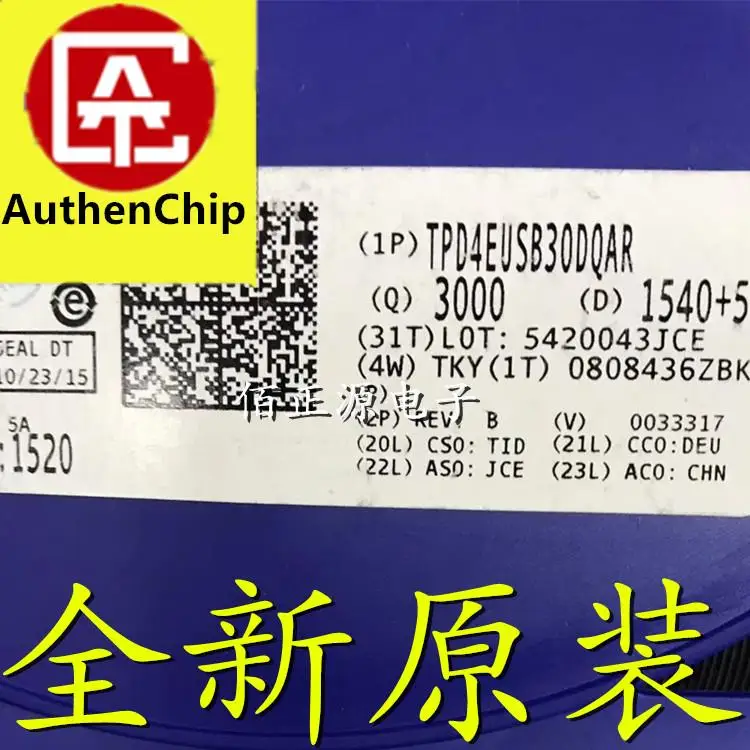 AuthenChip
(1P) TPD4EUSB30DQAR
(Q) 3000 (D) 1540+5
(31T)LOT: 5420043JCE
(4W) TKY(1T) 0808436ZBK
(P)
佰正源电子
(2P) REV: B (V) 0033317
(20L) CSO: TID (21L) CCO:DEU
(22L) ASO: JCE (23L) ACO: CHN
e
SEAL DT
10/23/15
5A
: 1520
全新原装